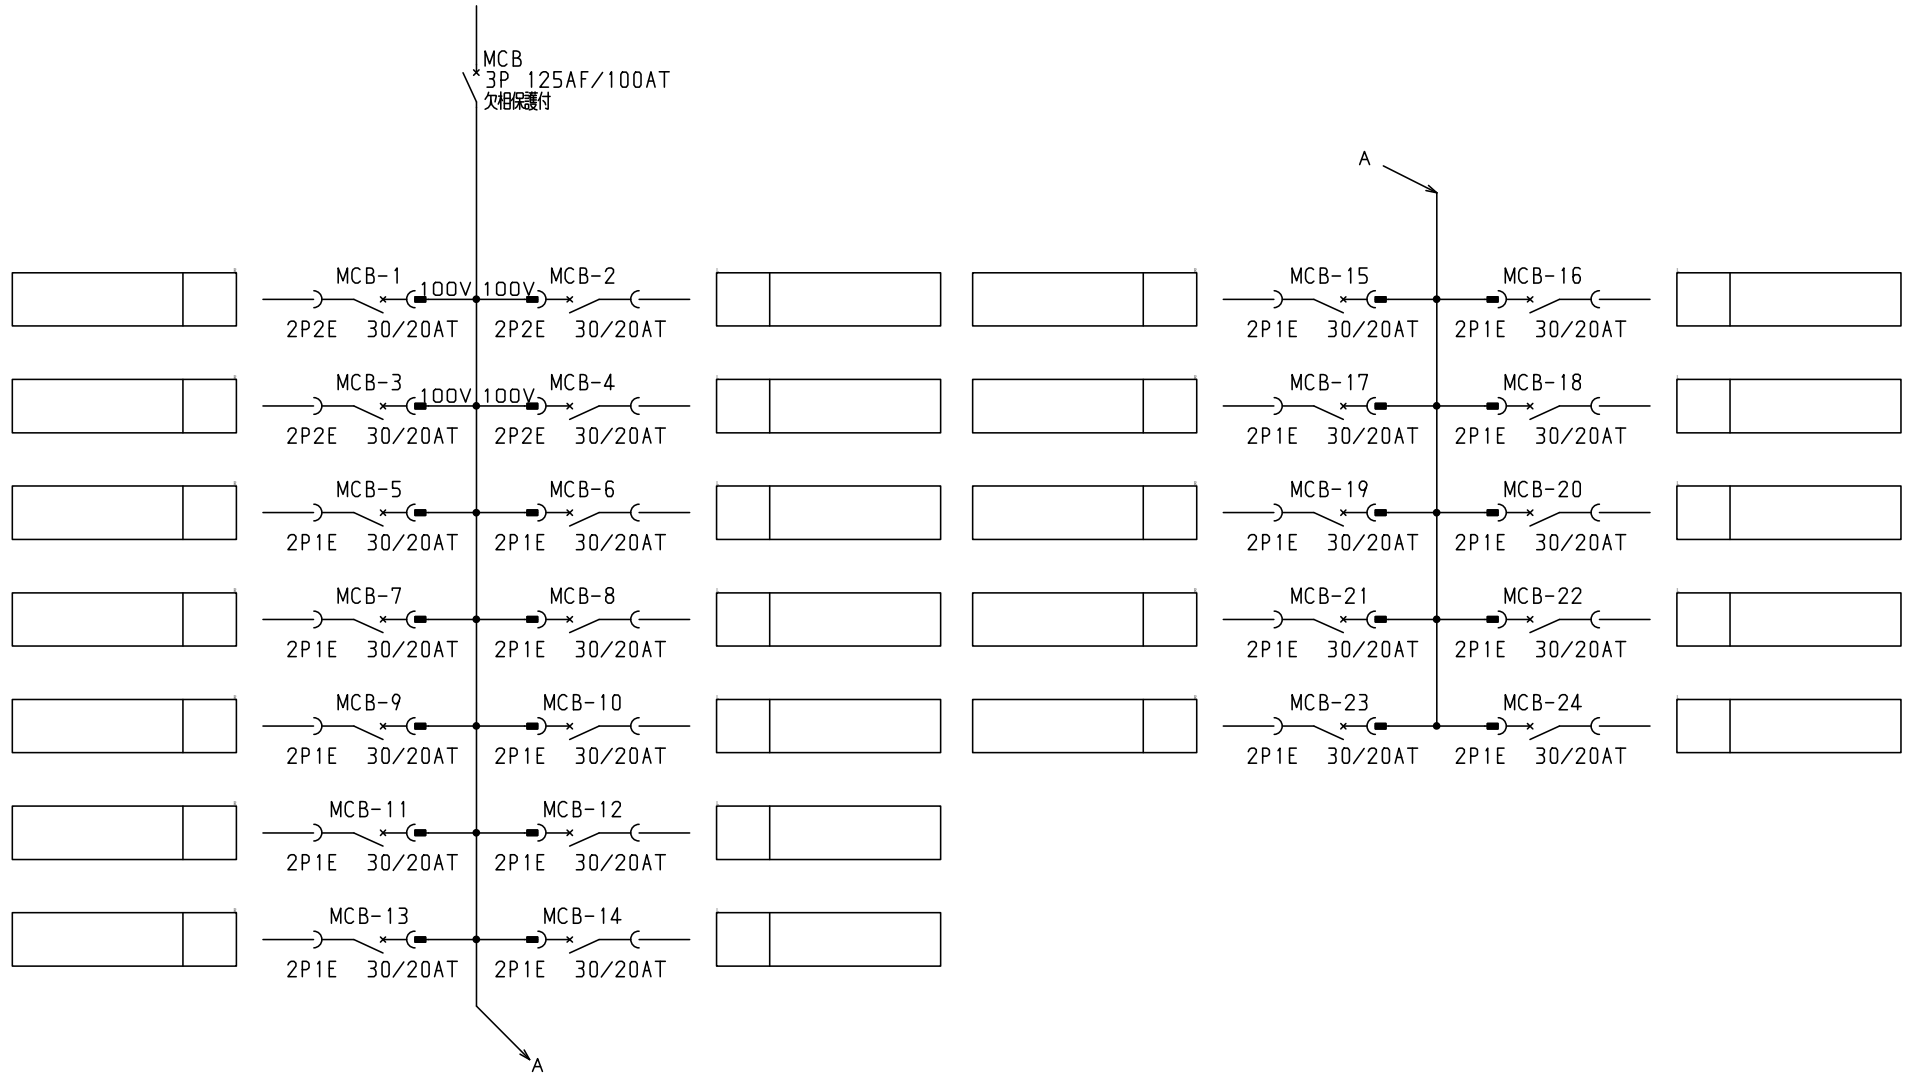 MCB
3P 125AF/100AT
欠相保護付
A
MCB-1 100V 100V MCB-2
2P2E 30/20AT 2P2E 30/20AT
MCB-3 100V 100V MCB-4
2P2E 30/20AT 2P2E 30/20AT
MCB-5 MCB-6
2P1E 30/20AT 2P1E 30/20AT
MCB-7 MCB-8
2P1E 30/20AT 2P1E 30/20AT
MCB-9 MCB-10
2P1E 30/20AT 2P1E 30/20AT
MCB-11 MCB-12
2P1E 30/20AT 2P1E 30/20AT
MCB-13 MCB-14
2P1E 30/20AT 2P1E 30/20AT
A
MCB-15 MCB-16
2P1E 30/20AT 2P1E 30/20AT
MCB-17 MCB-18
2P1E 30/20AT 2P1E 30/20AT
MCB-19 MCB-20
2P1E 30/20AT 2P1E 30/20AT
MCB-21 MCB-22
2P1E 30/20AT 2P1E 30/20AT
MCB-23 MCB-24
2P1E 30/20AT 2P1E 30/20AT